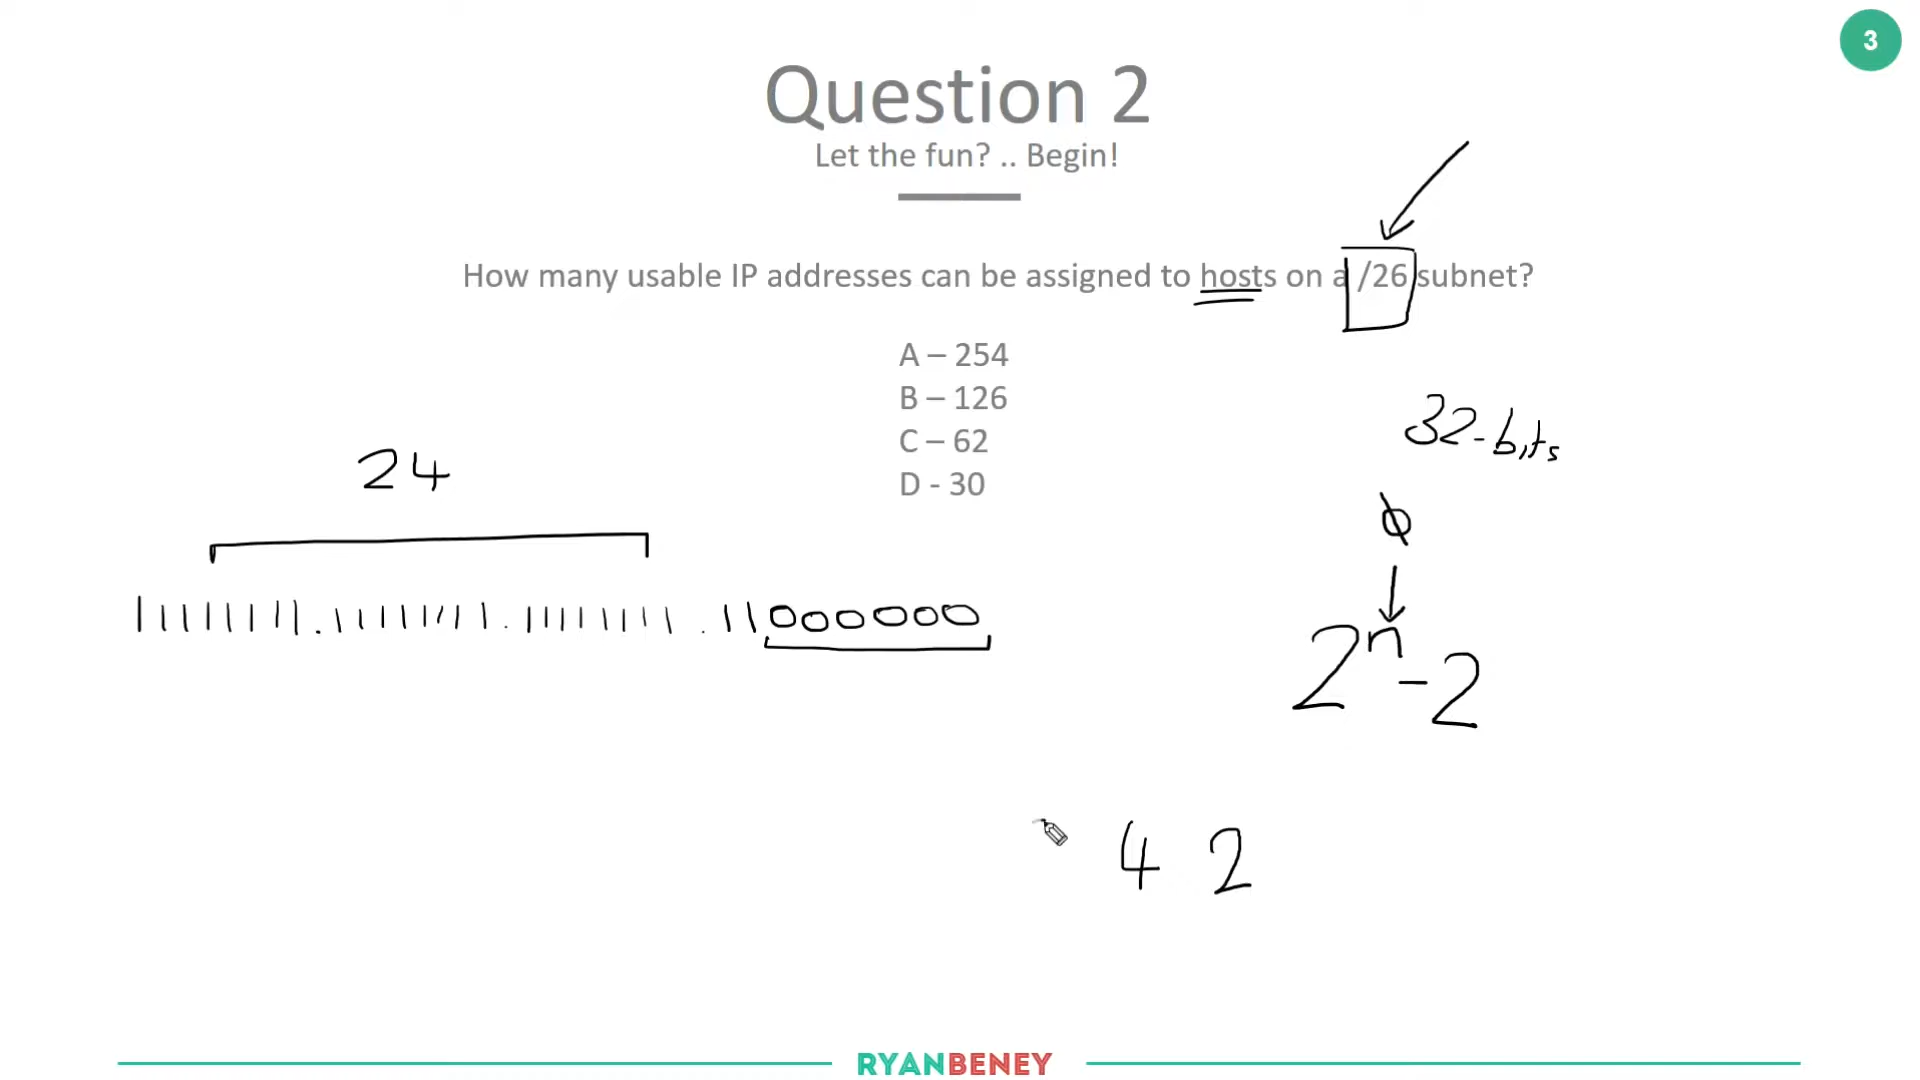 3
Question 2
Let the fun? .. Begin!
How many usable IP addresses can be assigned to hosts on a /26 subnet?
A – 254
B – 126
C – 62
D - 30
32-bits
24
0
11111111.11111111.11111111.11000000
2ⁿ-2
4 2
RYANBENEY